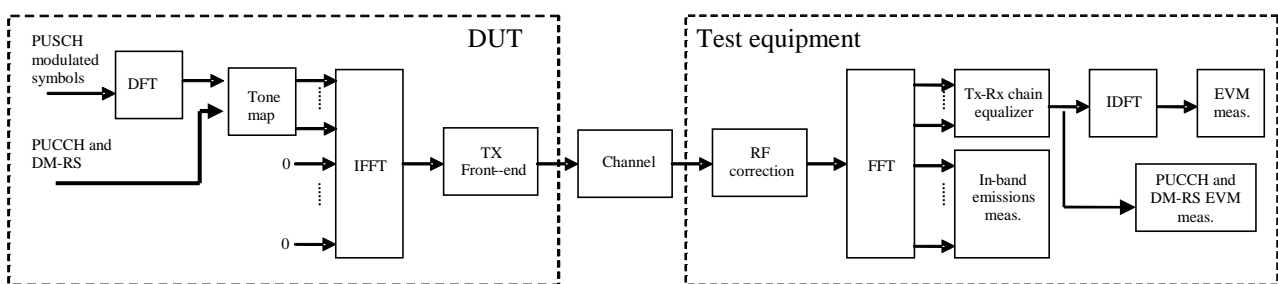 DUT
Test equipment
PUSCH
modulated
symbols
DFT
Tone
map
PUCCH and
DM-RS
0
0
IFFT
TX
Front--end
Channel
RF
correction
FFT
Tx-Rx chain
equalizer
In-band
emissions
meas.
IDFT
EVM
meas.
PUCCH and
DM-RS EVM
meas.